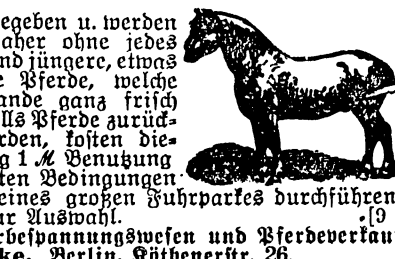 egeben u. werden
aher ohne jedes
nd jüngere, etwas
e Pferde, welche
ande ganz frisch
lls Pferde zurück-
rden, kosten die-
g 1 ℳ Benutzung
ten Bedingungen
eines großen Fuhrparkes durchführen
ur Auswahl. .[9
rbespannungswesen und Pferdeverkau
ke, Berlin, Köthenerstr. 26.